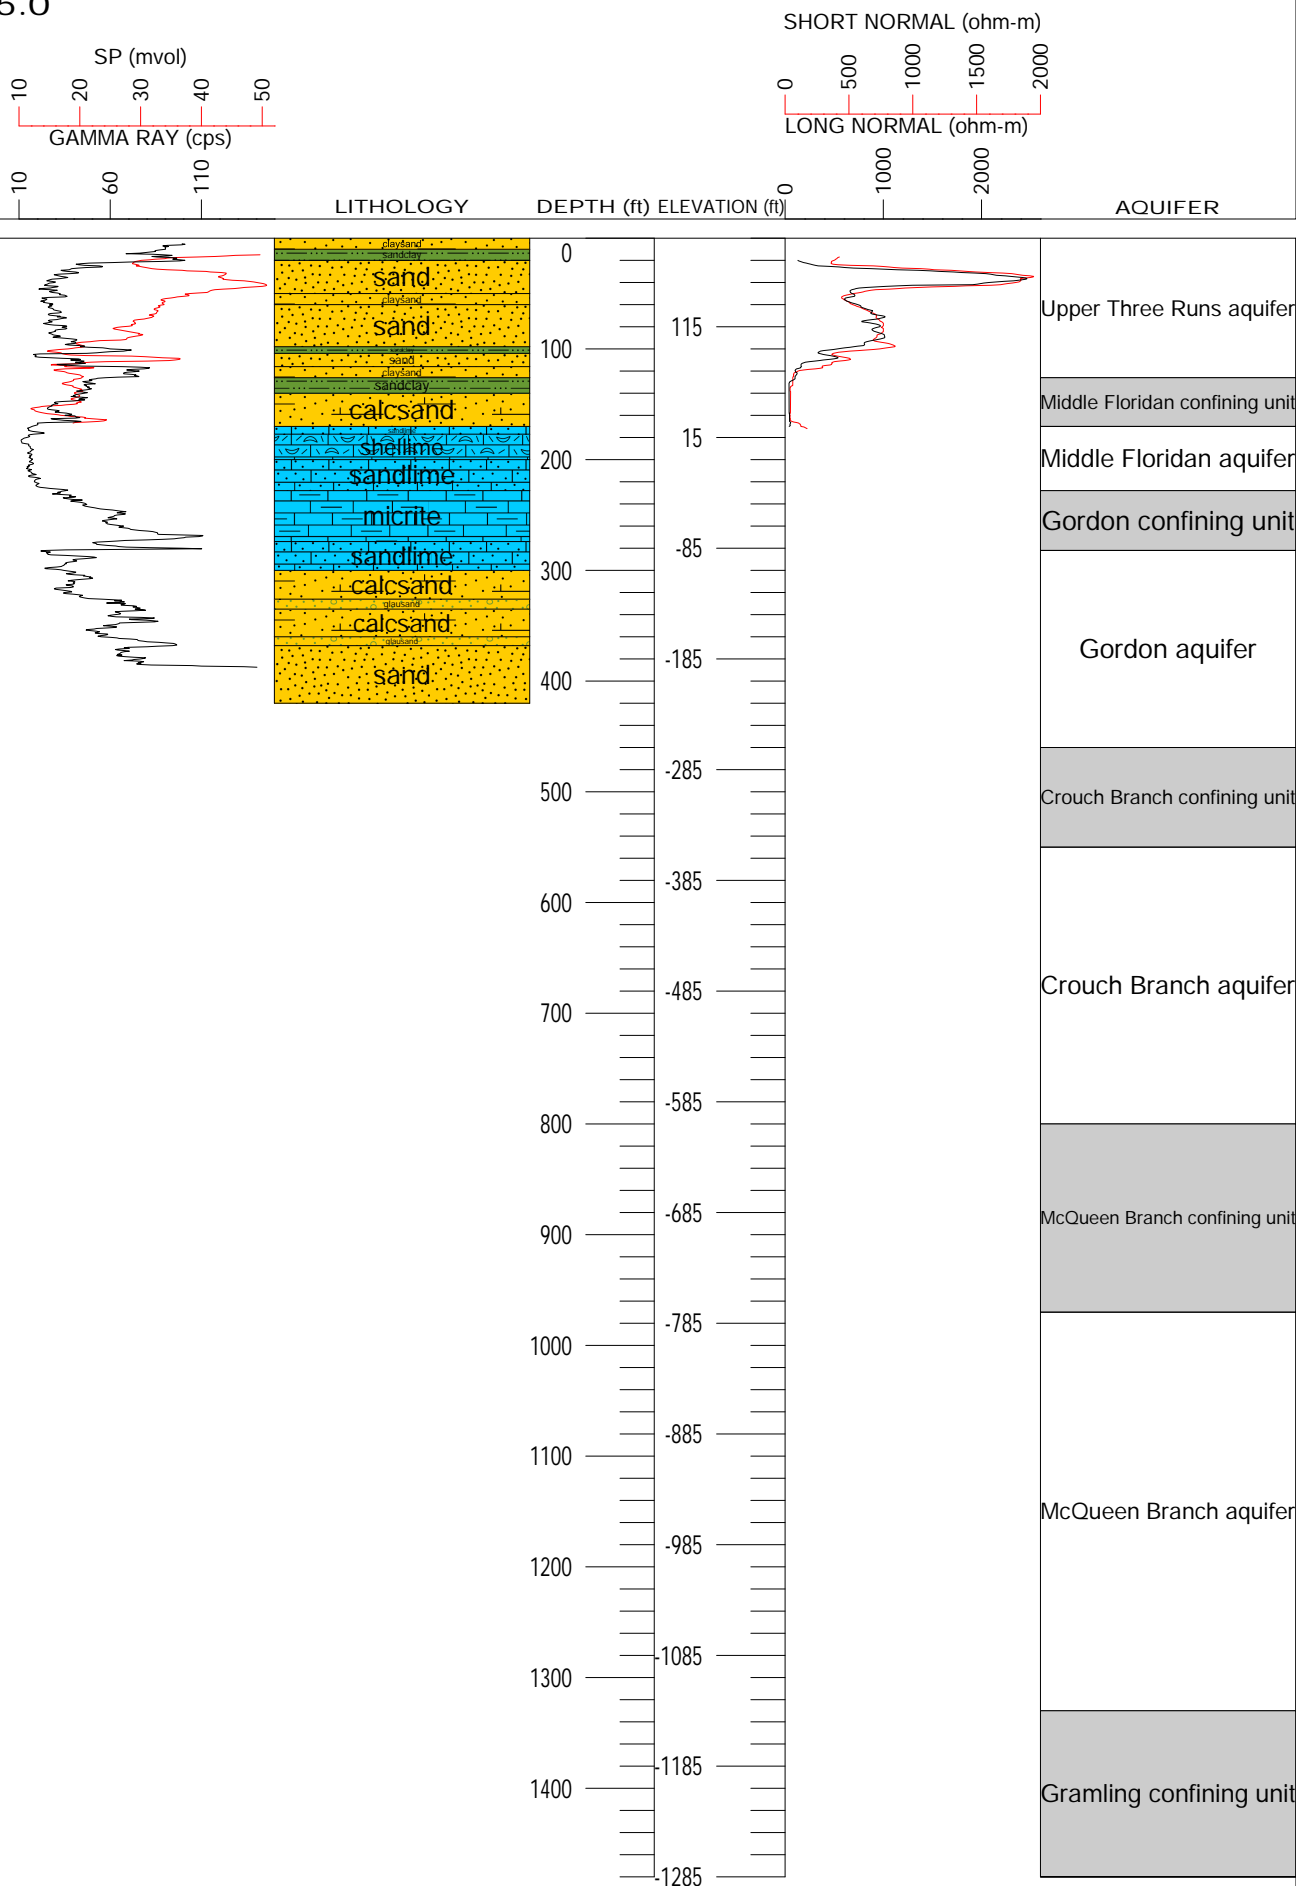 5.0
SHORT NORMAL (ohm-m)
0 500 1000 1500 2000
SP (mvol)
10 20 30 40 50
LONG NORMAL (ohm-m)
0 1000 2000
GAMMA RAY (cps)
10 60 110
LITHOLOGY DEPTH (ft) ELEVATION (ft) AQUIFER
claysand
sandclay
0
sand
claysand
Upper Three Runs aquifer
sand
115
100
sand
claysand
sandclay
Middle Floridan confining unit
calcsand
15
shellime
Middle Floridan aquifer
200
sandlime
micrite
Gordon confining unit
-85
sandlime
300
calcsand
glausand
calcsand
glausand
Gordon aquifer
-185
sand
400
-285
500
Crouch Branch confining unit
-385
600
Crouch Branch aquifer
-485
700
-585
800
-685
McQueen Branch confining unit
900
-785
1000
-885
1100
McQueen Branch aquifer
-985
1200
-1085
1300
-1185
1400
Gramling confining unit
-1285